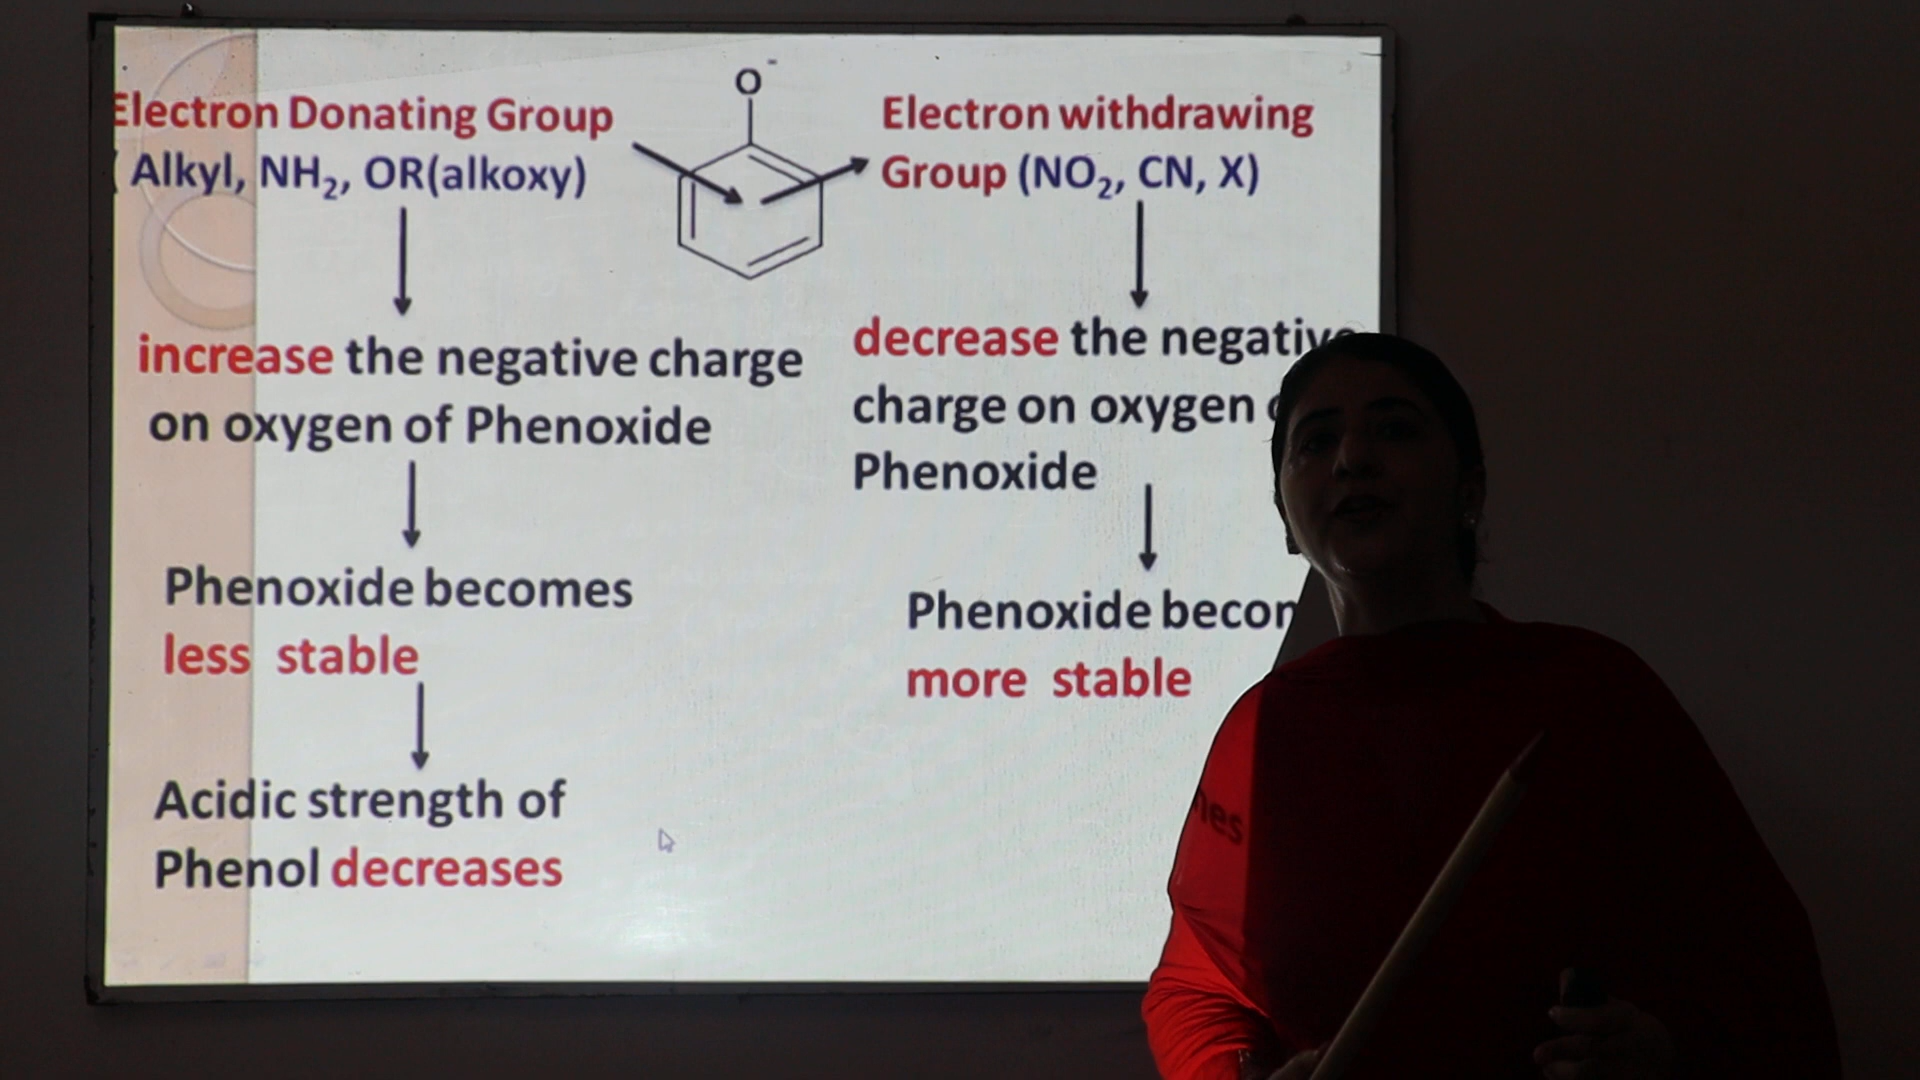 Electron Donating Group
( Alkyl, NH₂, OR(alkoxy)
increase the negative charge
on oxygen of Phenoxide
Phenoxide becomes
less stable
Acidic strength of
Phenol decreases
O⁻
Electron withdrawing
Group (NO₂, CN, X)
decrease the negative
charge on oxygen
Phenoxide
Phenoxide becomes
more stable